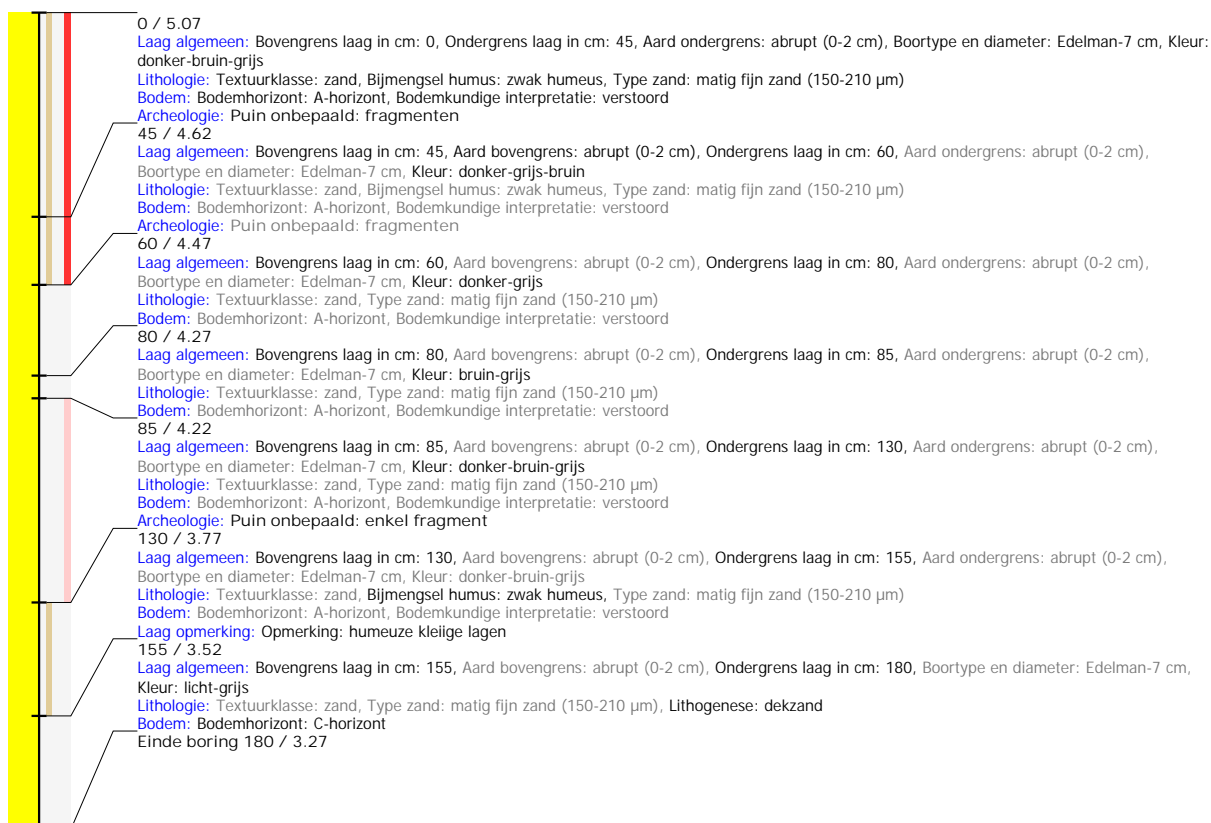 0 / 5.07
Laag algemeen: Bovengrens laag in cm: 0, Ondergrens laag in cm: 45, Aard ondergrens: abrupt (0-2 cm), Boortype en diameter: Edelman-7 cm, Kleur:
donker-bruin-grijs
Lithologie: Textuurklasse: zand, Bijmengsel humus: zwak humeus, Type zand: matig fijn zand (150-210 µm)
Bodem: Bodemhorizont: A-horizont, Bodemkundige interpretatie: verstoord
Archeologie: Puin onbepaald: fragmenten
45 / 4.62
Laag algemeen: Bovengrens laag in cm: 45, Aard bovengrens: abrupt (0-2 cm), Ondergrens laag in cm: 60, Aard ondergrens: abrupt (0-2 cm),
Boortype en diameter: Edelman-7 cm, Kleur: donker-grijs-bruin
Lithologie: Textuurklasse: zand, Bijmengsel humus: zwak humeus, Type zand: matig fijn zand (150-210 µm)
Bodem: Bodemhorizont: A-horizont, Bodemkundige interpretatie: verstoord
Archeologie: Puin onbepaald: fragmenten
60 / 4.47
Laag algemeen: Bovengrens laag in cm: 60, Aard bovengrens: abrupt (0-2 cm), Ondergrens laag in cm: 80, Aard ondergrens: abrupt (0-2 cm),
Boortype en diameter: Edelman-7 cm, Kleur: donker-grijs
Lithologie: Textuurklasse: zand, Type zand: matig fijn zand (150-210 µm)
Bodem: Bodemhorizont: A-horizont, Bodemkundige interpretatie: verstoord
80 / 4.27
Laag algemeen: Bovengrens laag in cm: 80, Aard bovengrens: abrupt (0-2 cm), Ondergrens laag in cm: 85, Aard ondergrens: abrupt (0-2 cm),
Boortype en diameter: Edelman-7 cm, Kleur: bruin-grijs
Lithologie: Textuurklasse: zand, Type zand: matig fijn zand (150-210 µm)
Bodem: Bodemhorizont: A-horizont, Bodemkundige interpretatie: verstoord
85 / 4.22
Laag algemeen: Bovengrens laag in cm: 85, Aard bovengrens: abrupt (0-2 cm), Ondergrens laag in cm: 130, Aard ondergrens: abrupt (0-2 cm),
Boortype en diameter: Edelman-7 cm, Kleur: donker-bruin-grijs
Lithologie: Textuurklasse: zand, Type zand: matig fijn zand (150-210 µm)
Bodem: Bodemhorizont: A-horizont, Bodemkundige interpretatie: verstoord
Archeologie: Puin onbepaald: enkel fragment
130 / 3.77
Laag algemeen: Bovengrens laag in cm: 130, Aard bovengrens: abrupt (0-2 cm), Ondergrens laag in cm: 155, Aard ondergrens: abrupt (0-2 cm),
Boortype en diameter: Edelman-7 cm, Kleur: donker-bruin-grijs
Lithologie: Textuurklasse: zand, Bijmengsel humus: zwak humeus, Type zand: matig fijn zand (150-210 µm)
Bodem: Bodemhorizont: A-horizont, Bodemkundige interpretatie: verstoord
Laag opmerking: Opmerking: humeuze kleiige lagen
155 / 3.52
Laag algemeen: Bovengrens laag in cm: 155, Aard bovengrens: abrupt (0-2 cm), Ondergrens laag in cm: 180, Boortype en diameter: Edelman-7 cm,
Kleur: licht-grijs
Lithologie: Textuurklasse: zand, Type zand: matig fijn zand (150-210 µm), Lithogenese: dekzand
Bodem: Bodemhorizont: C-horizont
Einde boring 180 / 3.27